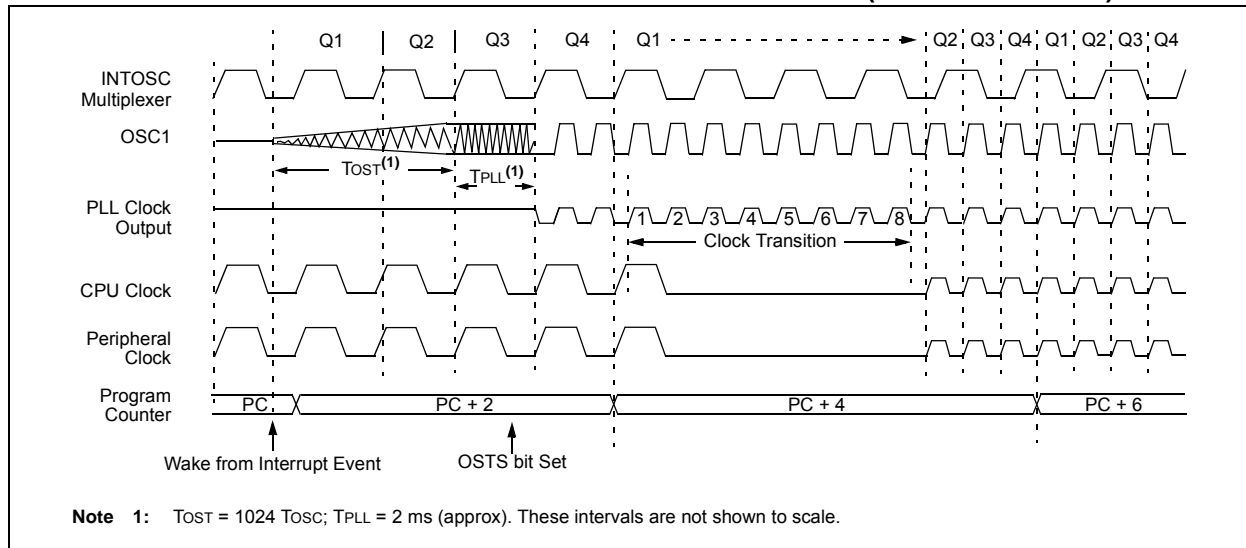 Q1 Q2 Q3 Q4 Q1 Q2 Q3 Q4 Q1 Q2 Q3 Q4
INTOSC
Multiplexer
OSC1
TOST(1)
TPLL(1)
PLL Clock
Output
1 2 3 4 5 6 7 8
Clock Transition
CPU Clock
Peripheral
Clock
Program
Counter
PC PC + 2 PC + 4 PC + 6
Wake from Interrupt Event
OSTS bit Set
Note 1: TOST = 1024 TOSC; TPLL = 2 ms (approx). These intervals are not shown to scale.